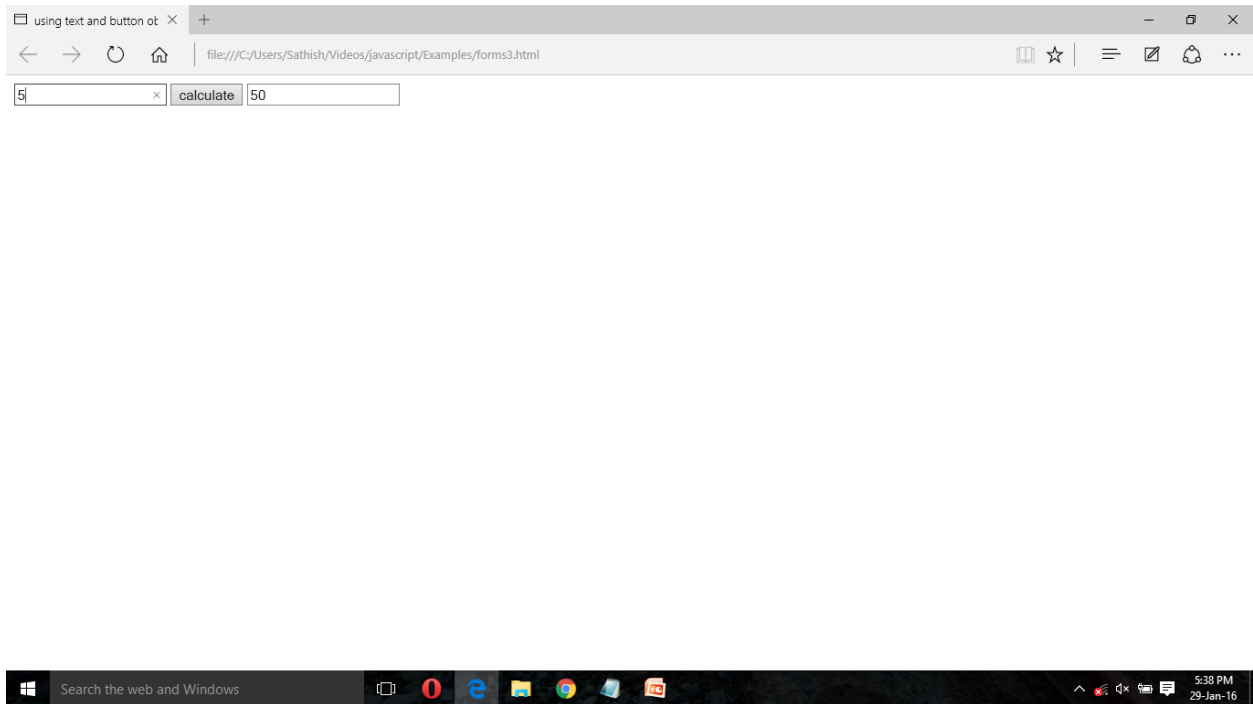 using text and button ob
file:///C:/Users/Sathish/Videos/javascript/Examples/forms3.html
5 calculate 50
Search the web and Windows
5:38 PM
29-Jan-16